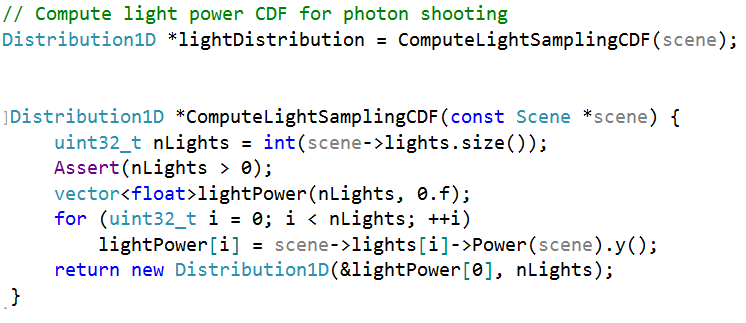 // Compute light power CDF for photon shooting
Distribution1D *lightDistribution = ComputeLightSamplingCDF(scene);
Distribution1D *ComputeLightSamplingCDF(const Scene *scene) {
uint32_t nLights = int(scene->lights.size());
Assert(nLights > 0);
vector<float>lightPower(nLights, 0.f);
for (uint32_t i = 0; i < nLights; ++i)
lightPower[i] = scene->lights[i]->Power(scene).y();
return new Distribution1D(&lightPower[0], nLights);
}